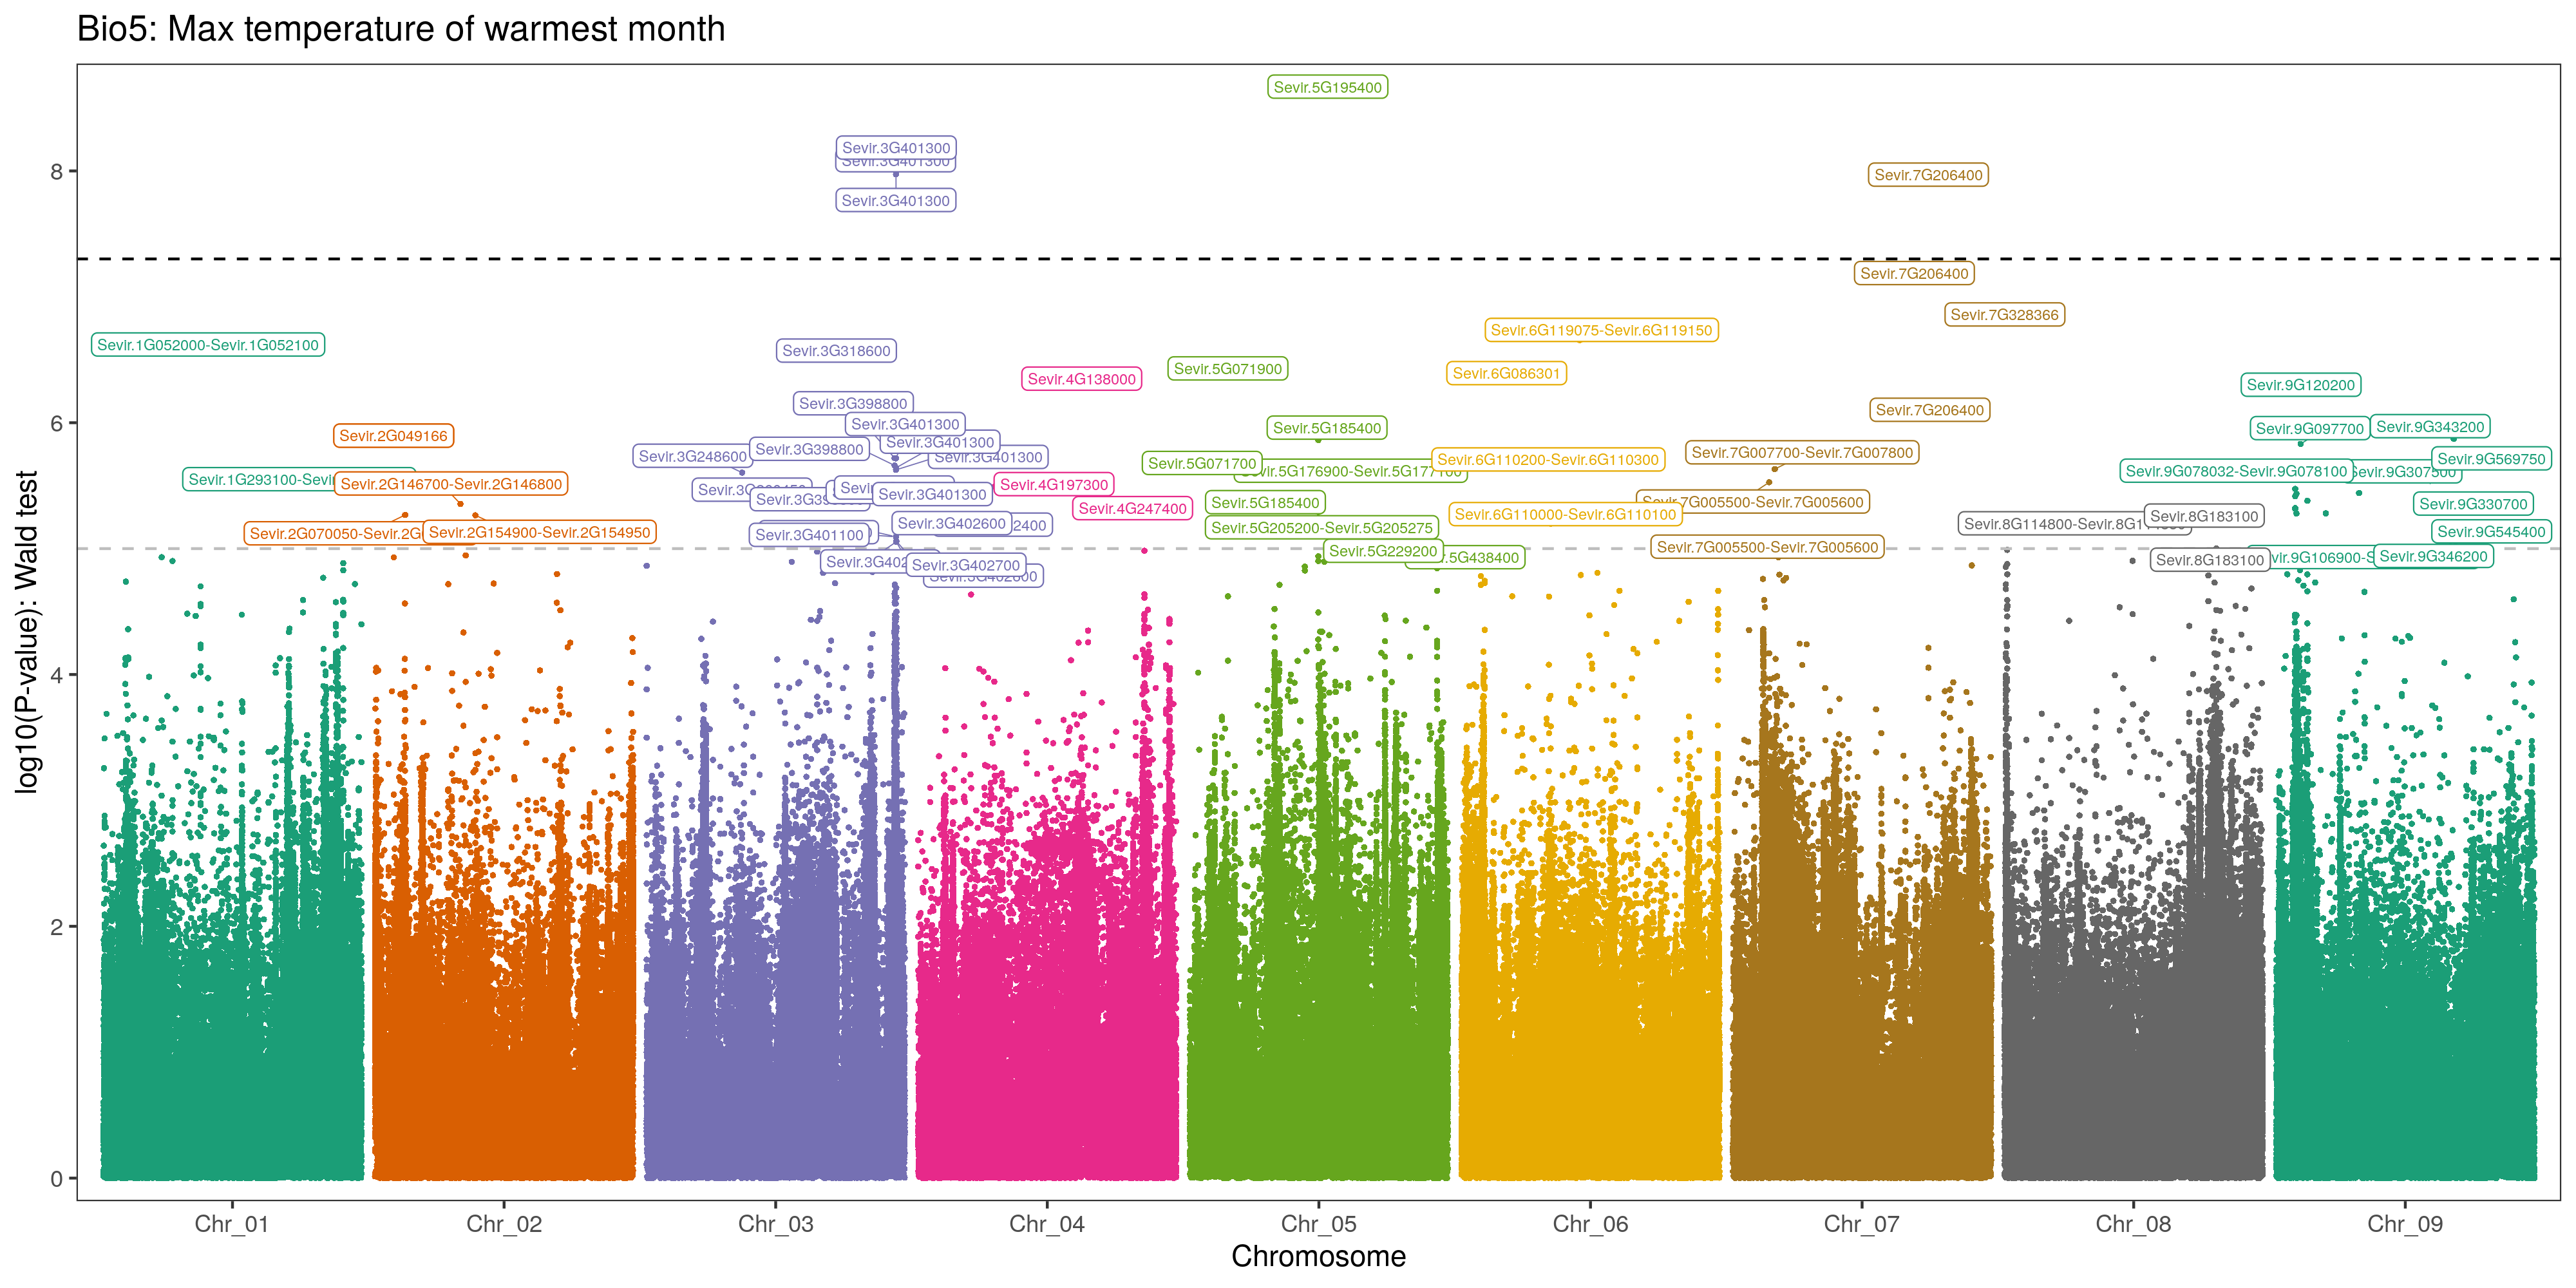 Bio5: Max temperature of warmest month
log10(P-value): Wald test
8
6
4
2
0
Sevir.5G195400
Sevir.3G401300
Sevir.3G401300
Sevir.3G401300
Sevir.7G206400
Sevir.7G206400
Sevir.7G328366
Sevir.6G119075-Sevir.6G119150
Sevir.1G052000-Sevir.1G052100
Sevir.3G318600
Sevir.5G071900
Sevir.6G086301
Sevir.4G138000
Sevir.9G120200
Sevir.3G398800
Sevir.7G206400
Sevir.3G401300
Sevir.9G343200
Sevir.5G185400
Sevir.9G097700
Sevir.2G049166
Sevir.3G401300
Sevir.3G398800
Sevir.7G007700-Sevir.7G007800
Sevir.3G248600
Sevir.3G401300
Sevir.9G569750
Sevir.6G110200-Sevir.6G110300
Sevir.5G071700
Sevir.5G176900-Sevir.5G177100
Sevir.9G078032-Sevir.9G078100
Sevir.9G307500
Sevir.1G293100-Sevir
Sevir.2G146700-Sevir.2G146800
Sevir.4G197300
Sevir.3G401300
Sevir.5G185400
Sevir.7G005500-Sevir.7G005600
Sevir.9G330700
Sevir.4G247400
Sevir.6G110000-Sevir.6G110100
Sevir.8G183100
Sevir.8G114800-Sevir.8G1
Sevir.3G402600
2400
Sevir.5G205200-Sevir.5G205275
Sevir.2G070050-Sevir.2G
Sevir.2G154900-Sevir.2G154950
Sevir.9G545400
Sevir.3G401100
Sevir.7G005500-Sevir.7G005600
Sevir.5G229200
.5G438400
Sevir.9G346200
vir.9G106900-S
Sevir.8G183100
Sevir.3G402
Sevir.3G402700
Sevir.3G402800
Chr_01
Chr_02
Chr_03
Chr_04
Chr_05
Chr_06
Chr_07
Chr_08
Chr_09
Chromosome